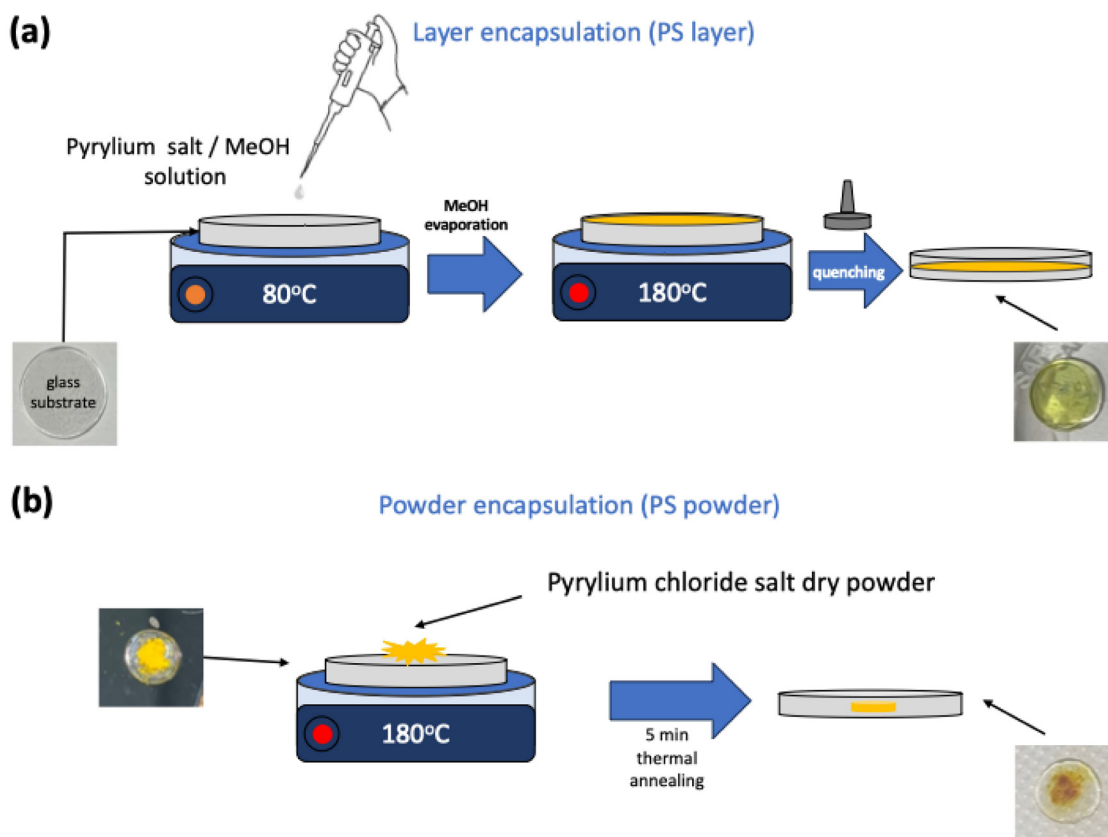 (a)
Layer encapsulation (PS layer)
Pyrylium salt / MeOH
solution
MeOH
evaporation
quenching
80°C
180°C
glass
substrate
(b)
Powder encapsulation (PS powder)
Pyrylium chloride salt dry powder
180°C
5 min
thermal
annealing